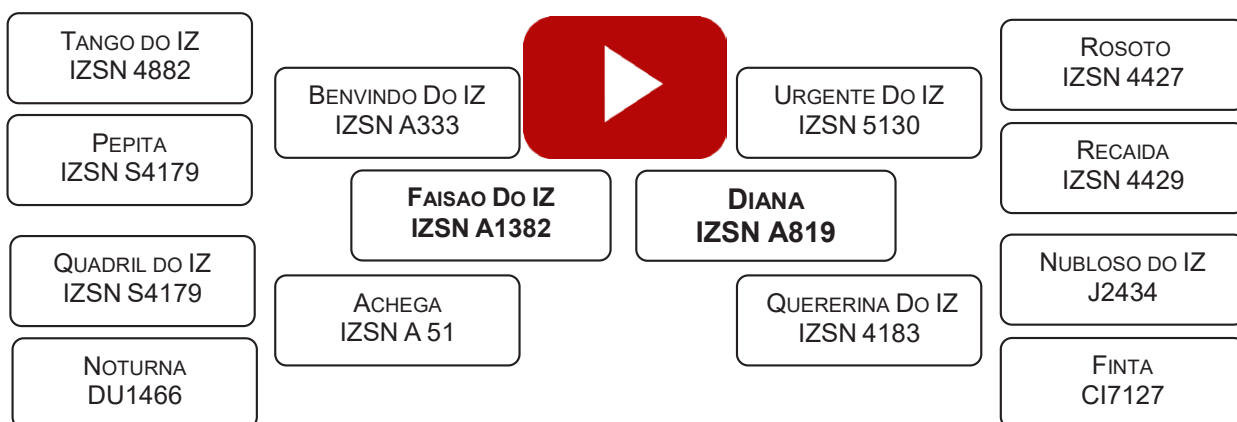 TANGO DO IZ
IZSN 4882
PEPITA
IZSN S4179
BENVINDO DO IZ
IZSN A333
URGENTE DO IZ
IZSN 5130
ROSOTO
IZSN 4427
RECAIDA
IZSN 4429
FAISAO DO IZ
IZSN A1382
DIANA
IZSN A819
QUADRIL DO IZ
IZSN S4179
NOTURNA
DU1466
ACHEGA
IZSN A 51
QUERERINA DO IZ
IZSN 4183
NUBLOSO DO IZ
J2434
FINTA
CI7127